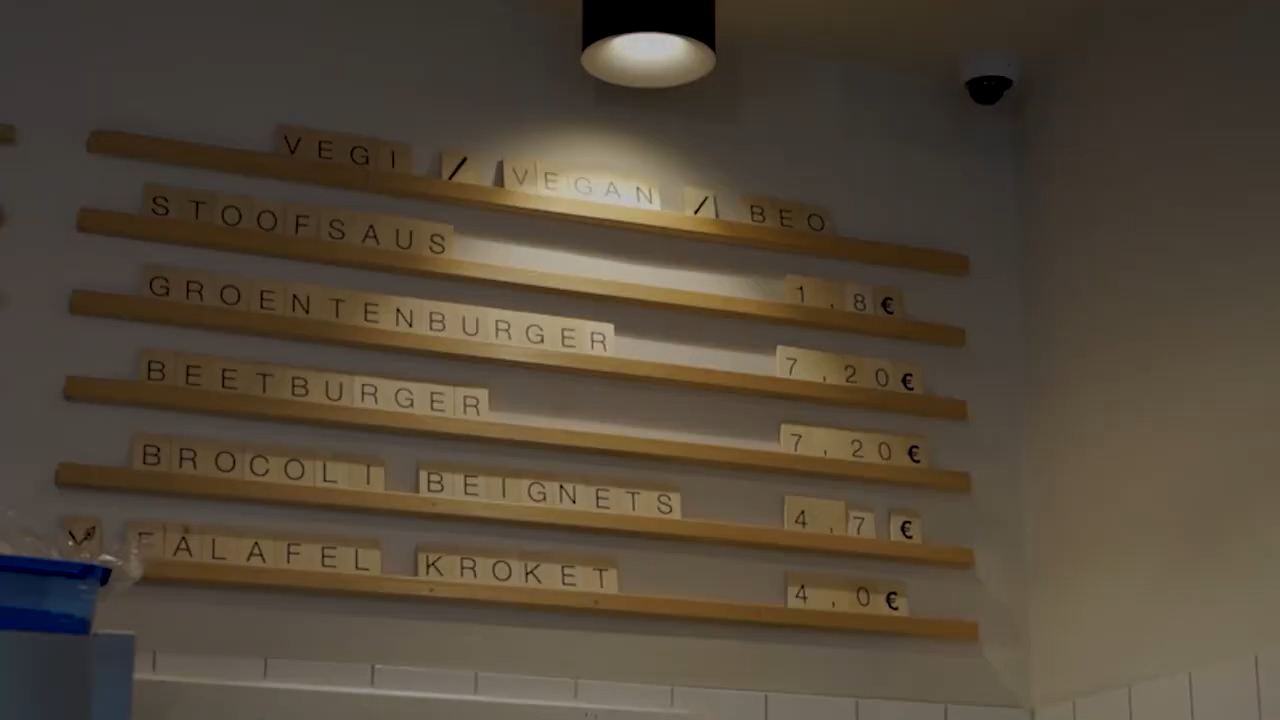 VEGI / VEGAN / BEO
STOOFSAUS 1,8€
GROENTENBURGER 7,20€
BEETBURGER 7,20€
BROCOLI BEIGNETS 4,7€
V FALAFEL KROKET 4,0€